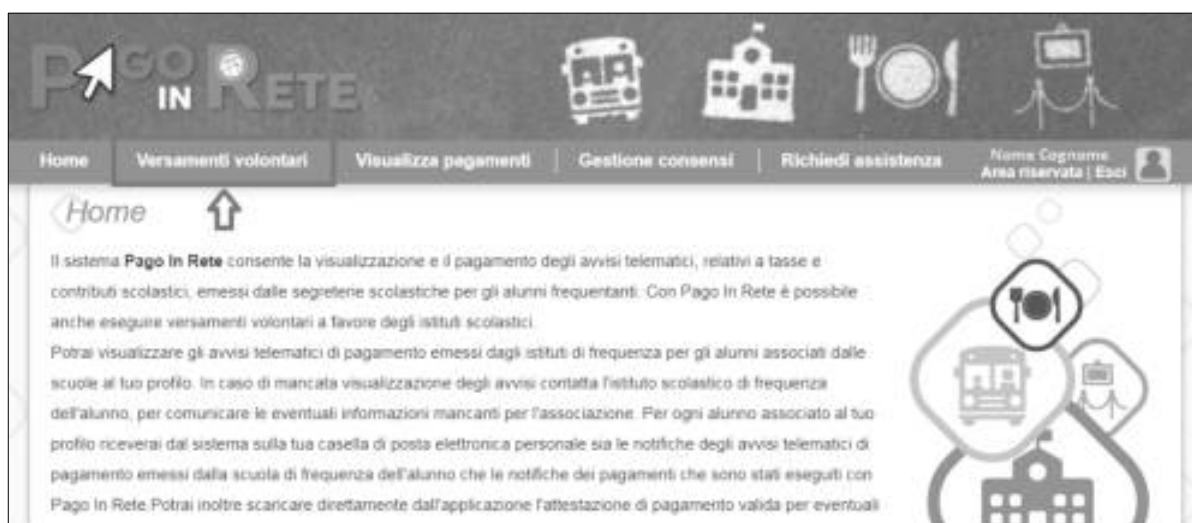 PAGO IN RETE
Home Versamenti volontari Visualizza pagamenti Gestione consensi Richiedi assistenza Nome Cognome
Area riservata | Esci
Home
Il sistema Pago In Rete consente la visualizzazione e il pagamento degli avvisi telematici, relativi a tasse e
contributi scolastici, emessi dalle segreterie scolastiche per gli alunni frequentanti. Con Pago In Rete è possibile
anche eseguire versamenti volontari a favore degli istituti scolastici.
Potrai visualizzare gli avvisi telematici di pagamento emessi dagli istituti di frequenza per gli alunni associati dalle
scuole al tuo profilo. In caso di mancata visualizzazione degli avvisi contatta l'istituto scolastico di frequenza
dell'alunno, per comunicare le eventuali informazioni mancanti per l'associazione. Per ogni alunno associato al tuo
profilo riceverai dal sistema sulla tua casella di posta elettronica personale sia le notifiche degli avvisi telematici di
pagamento emessi dalla scuola di frequenza dell'alunno che le notifiche dei pagamenti che sono stati eseguiti con
Pago In Rete Potrai inoltre scaricare direttamente dall'applicazione l'attestazione di pagamento valida per eventuali